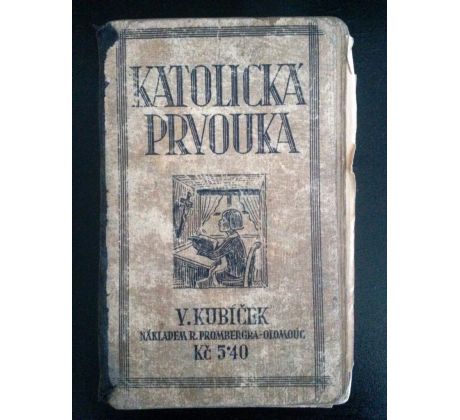 KATOLICKÁ
PRVOUKA
V. KUBÍČEK
NÁKLADEM R. PROMBERGRA-OLOMOUC
Kč 5·40